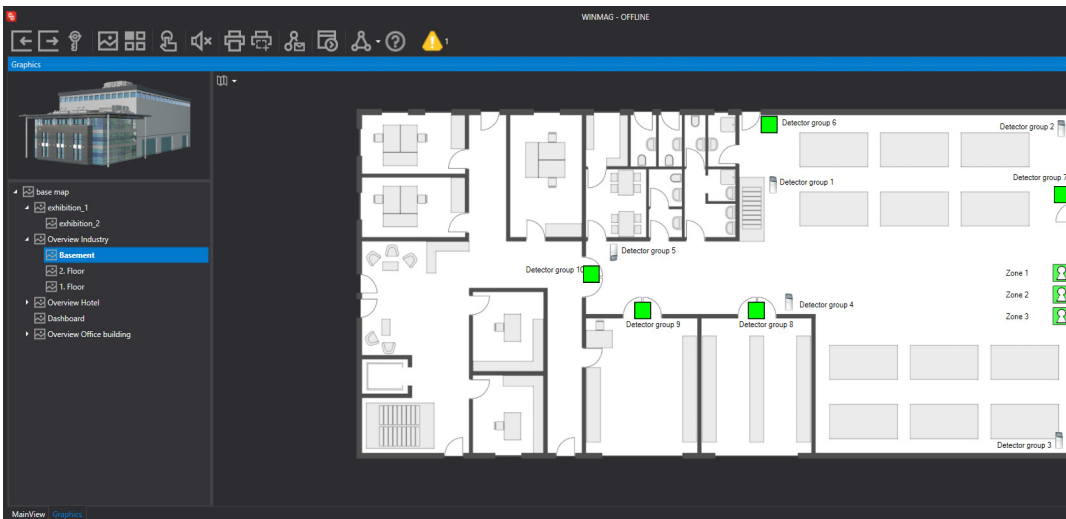 WINMAG - OFFLINE
1
Graphics
base map
exhibition_1
exhibition_2
Overview Industry
Basement
2. Floor
1. Floor
Overview Hotel
Dashboard
Overview Office building
Detector group 6
Detector group 2
Detector group 1
Detector group 7
Detector group 5
Detector group 10
Zone 1
Zone 2
Zone 3
Detector group 4
Detector group 9
Detector group 8
Detector group 3
MainView Graphics